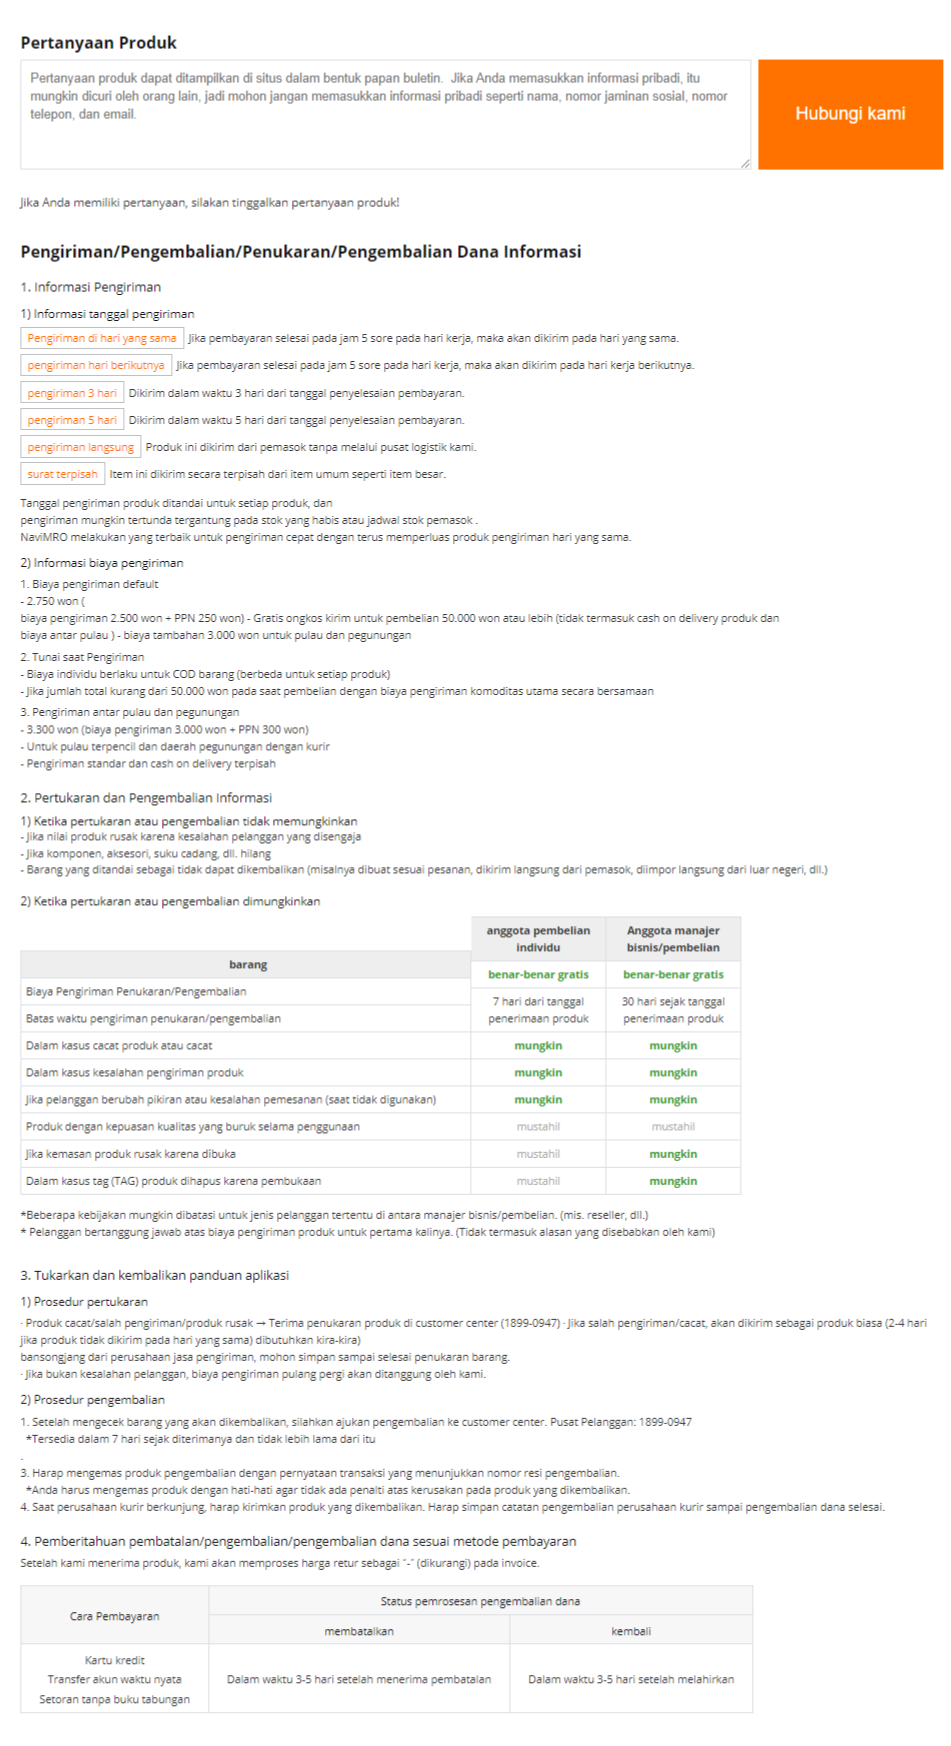 Pertanyaan Produk
Pertanyaan produk dapat ditampilkan di situs dalam bentuk papan buletin.  Jika Anda memasukkan informasi pribadi, itu
mungkin dicuri oleh orang lain, jadi mohon jangan memasukkan informasi pribadi seperti nama, nomor jaminan sosial, nomor
telepon, dan email.
Hubungi kami
Jika Anda memiliki pertanyaan, silakan tinggalkan pertanyaan produk!
Pengiriman/Pengembalian/Penukaran/Pengembalian Dana Informasi
1. Informasi Pengiriman
1) Informasi tanggal pengiriman
Pengiriman di hari yang sama Jika pembayaran selesai pada jam 5 sore pada hari kerja, maka akan dikirim pada hari yang sama.
pengiriman hari berikutnya Jika pembayaran selesai pada jam 5 sore pada hari kerja, maka akan dikirim pada hari kerja berikutnya.
pengiriman 3 hari Dikirim dalam waktu 3 hari dari tanggal penyelesaian pembayaran.
pengiriman 5 hari Dikirim dalam waktu 5 hari dari tanggal penyelesaian pembayaran.
pengiriman langsung Produk ini dikirim dari pemasok tanpa melalui pusat logistik kami.
surat terpisah Item ini dikirim secara terpisah dari item umum seperti item besar.
Tanggal pengiriman produk ditandai untuk setiap produk, dan
pengiriman mungkin tertunda tergantung pada stok yang habis atau jadwal stok pemasok .
NaviMRO melakukan yang terbaik untuk pengiriman cepat dengan terus memperluas produk pengiriman hari yang sama.
2) Informasi biaya pengiriman
1. Biaya pengiriman default
- 2.750 won (
biaya pengiriman 2.500 won + PPN 250 won) - Gratis ongkos kirim untuk pembelian 50.000 won atau lebih (tidak termasuk cash on delivery produk dan
biaya antar pulau ) - biaya tambahan 3.000 won untuk pulau dan pegunungan
2. Tunai saat Pengiriman
- Biaya individu berlaku untuk COD barang (berbeda untuk setiap produk)
- Jika jumlah total kurang dari 50.000 won pada saat pembelian dengan biaya pengiriman komoditas utama secara bersamaan
3. Pengiriman antar pulau dan pegunungan
- 3.300 won (biaya pengiriman 3.000 won + PPN 300 won)
- Untuk pulau terpencil dan daerah pegunungan dengan kurir
- Pengiriman standar dan cash on delivery terpisah
2. Pertukaran dan Pengembalian Informasi
1) Ketika pertukaran atau pengembalian tidak memungkinkan
- Jika nilai produk rusak karena kesalahan pelanggan yang disengaja
- Jika komponen, aksesori, suku cadang, dll. hilang
- Barang yang ditandai sebagai tidak dapat dikembalikan (misalnya dibuat sesuai pesanan, dikirim langsung dari pemasok, diimpor langsung dari luar negeri, dll.)
2) Ketika pertukaran atau pengembalian dimungkinkan
anggota pembelian
individu
Anggota manajer
bisnis/pembelian
barang
benar-benar gratis
benar-benar gratis
Biaya Pengiriman Penukaran/Pengembalian
7 hari dari tanggal
penerimaan produk
30 hari sejak tanggal
penerimaan produk
Batas waktu pengiriman penukaran/pengembalian
Dalam kasus cacat produk atau cacat mungkin mungkin
Dalam kasus kesalahan pengiriman produk mungkin mungkin
Jika pelanggan berubah pikiran atau kesalahan pemesanan (saat tidak digunakan) mungkin mungkin
Produk dengan kepuasan kualitas yang buruk selama penggunaan mustahil mustahil
Jika kemasan produk rusak karena dibuka mustahil mungkin
Dalam kasus tag (TAG) produk dihapus karena pembukaan mustahil mungkin
*Beberapa kebijakan mungkin dibatasi untuk jenis pelanggan tertentu di antara manajer bisnis/pembelian. (mis. reseller, dll.)
* Pelanggan bertanggung jawab atas biaya pengiriman produk untuk pertama kalinya. (Tidak termasuk alasan yang disebabkan oleh kami)
3. Tukarkan dan kembalikan panduan aplikasi
1) Prosedur pertukaran
· Produk cacat/salah pengiriman/produk rusak → Terima penukaran produk di customer center (1899-0947) · Jika salah pengiriman/cacat, akan dikirim sebagai produk biasa (2-4 hari
jika produk tidak dikirim pada hari yang sama) dibutuhkan kira-kira)
bansongjang dari perusahaan jasa pengiriman, mohon simpan sampai selesai penukaran barang.
· Jika bukan kesalahan pelanggan, biaya pengiriman pulang pergi akan ditanggung oleh kami.
2) Prosedur pengembalian
1. Setelah mengecek barang yang akan dikembalikan, silahkan ajukan pengembalian ke customer center. Pusat Pelanggan: 1899-0947
*Tersedia dalam 7 hari sejak diterimanya dan tidak lebih lama dari itu
.
3. Harap mengemas produk pengembalian dengan pernyataan transaksi yang menunjukkan nomor resi pengembalian.
*Anda harus mengemas produk dengan hati-hati agar tidak ada penalti atas kerusakan pada produk yang dikembalikan.
4. Saat perusahaan kurir berkunjung, harap kirimkan produk yang dikembalikan. Harap simpan catatan pengembalian perusahaan kurir sampai pengembalian dana selesai.
4. Pemberitahuan pembatalan/pengembalian/pengembalian dana sesuai metode pembayaran
Setelah kami menerima produk, kami akan memproses harga retur sebagai "-" (dikurangi) pada invoice.
Cara Pembayaran
Status pemrosesan pengembalian dana
membatalkan
kembali
Kartu kredit
Transfer akun waktu nyata
Setoran tanpa buku tabungan
Dalam waktu 3-5 hari setelah menerima pembatalan
Dalam waktu 3-5 hari setelah melahirkan